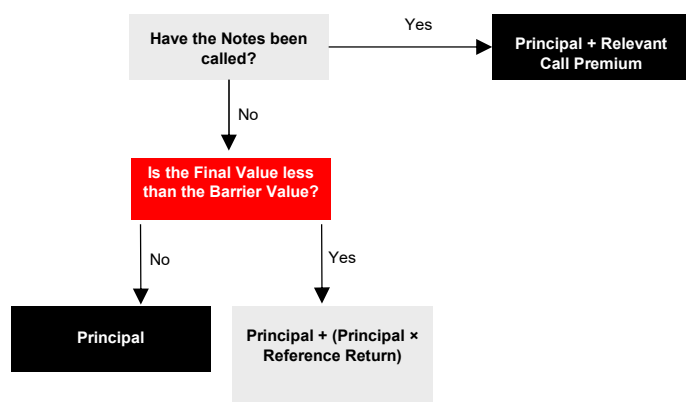 Have the Notes been
called?
Yes
Principal + Relevant
Call Premium
No
Is the Final Value less
than the Barrier Value?
No
Yes
Principal
Principal + (Principal ×
Reference Return)